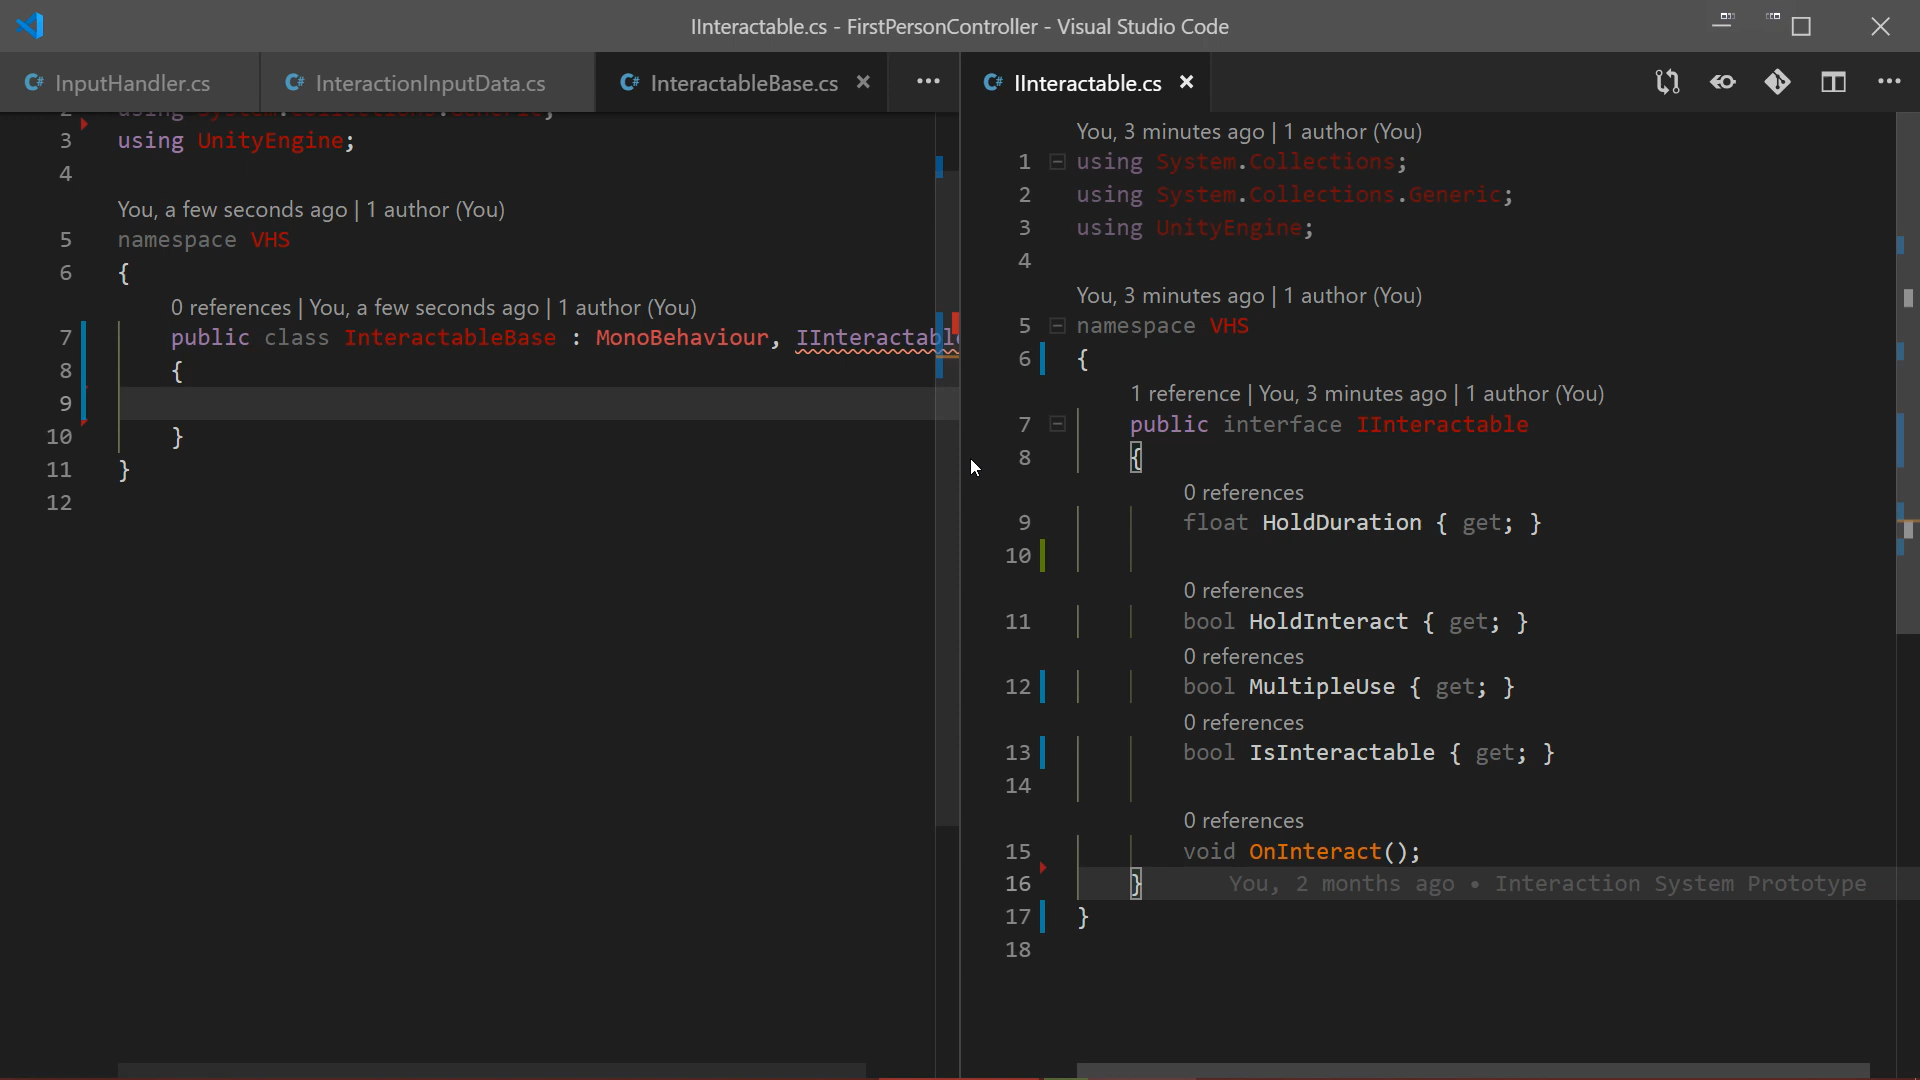 IInteractable.cs - FirstPersonController - Visual Studio Code
C# InputHandler.cs
C# InteractionInputData.cs
C# InteractableBase.cs
3 using UnityEngine;
4
You, a few seconds ago | 1 author (You)
5 namespace VHS
6 {
0 references | You, a few seconds ago | 1 author (You)
7 public class InteractableBase : MonoBehaviour, IInteractabl
8 {
9
10 }
11 }
12
C# IInteractable.cs
You, 3 minutes ago | 1 author (You)
1 using System.Collections;
2 using System.Collections.Generic;
3 using UnityEngine;
4
You, 3 minutes ago | 1 author (You)
5 namespace VHS
6 {
1 reference | You, 3 minutes ago | 1 author (You)
7 public interface IInteractable
8 {
0 references
9 float HoldDuration { get; }
10
0 references
11 bool HoldInteract { get; }
0 references
12 bool MultipleUse { get; }
0 references
13 bool IsInteractable { get; }
14
0 references
15 void OnInteract();
16 } You, 2 months ago • Interaction System Prototype
17 }
18